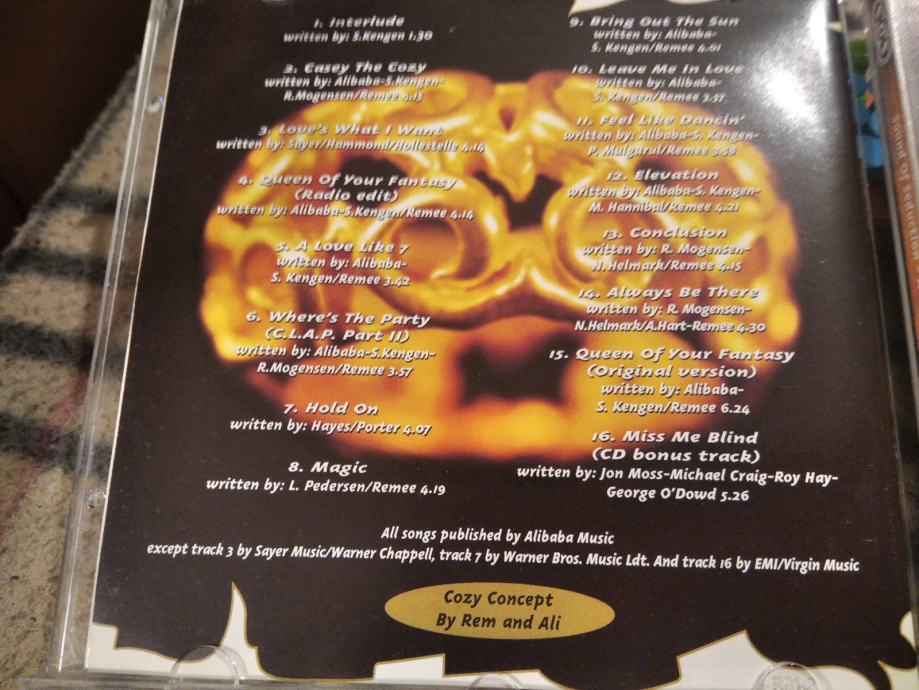 1. Interlude
written by: S.Kengen 1.30
2. Casey The Cozy
written by: Alibaba-S.Kengen-
R.Mogensen/Remee 4.13
3. Love's What I Want
written by: Sayer/Hammond/Hollestelle 4.14
4. Queen Of Your Fantasy
(Radio edit)
written by: Alibaba-S.Kengen/Remee 4.14
5. A Love Like 7
written by: Alibaba-
S. Kengen/Remee 3.42
6. Where's The Party
(C.L.A.P. Part II)
written by: Alibaba-S.Kengen-
R.Mogensen/Remee 3.57
7. Hold On
written by: Hayes/Porter 4.07
8. Magic
written by: L. Pedersen/Remee 4.19
9. Bring Out The Sun
written by: Alibaba-
S. Kengen/Remee 4.01
10. Leave Me In Love
written by: Alibaba-
S. Kengen/Remee 3.57
11. Feel Like Dancin'
written by: Alibaba-S. Kengen-
P. Mulgarul/Remee 3.58
12. Elevation
written by: Alibaba-S. Kengen-
M. Hannibal/Remee 4.21
13. Conclusion
written by: R. Mogensen-
N. Helmark/Remee 4.15
14. Always Be There
written by: R. Mogensen-
N.Helmark/A.Hart-Remee 4.30
15. Queen Of Your Fantasy
(Original version)
written by: Alibaba-
S. Kengen/Remee 6.24
16. Miss Me Blind
(CD bonus track)
written by: Jon Moss-Michael Craig-Roy Hay-
George O'Dowd 5.26
All songs published by Alibaba Music
except track 3 by Sayer Music/Warner Chappell, track 7 by Warner Bros. Music Ldt. And track 16 by EMI/Virgin Music
Cozy Concept
By Rem and Ali